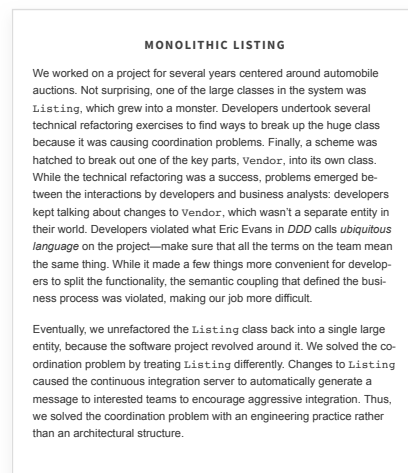 MONOLITHIC LISTING
We worked on a project for several years centered around automobile
auctions. Not surprising, one of the large classes in the system was
Listing, which grew into a monster. Developers undertook several
technical refactoring exercises to find ways to break up the huge class
because it was causing coordination problems. Finally, a scheme was
hatched to break out one of the key parts, Vendor, into its own class.
While the technical refactoring was a success, problems emerged be-
tween the interactions by developers and business analysts: developers
kept talking about changes to Vendor, which wasn’t a separate entity in
their world. Developers violated what Eric Evans in DDD calls ubiquitous
language on the project—make sure that all the terms on the team mean
the same thing. While it made a few things more convenient for develop-
ers to split the functionality, the semantic coupling that defined the busi-
ness process was violated, making our job more difficult.
Eventually, we unrefactored the Listing class back into a single large
entity, because the software project revolved around it. We solved the co-
ordination problem by treating Listing differently. Changes to Listing
caused the continuous integration server to automatically generate a
message to interested teams to encourage aggressive integration. Thus,
we solved the coordination problem with an engineering practice rather
than an architectural structure.